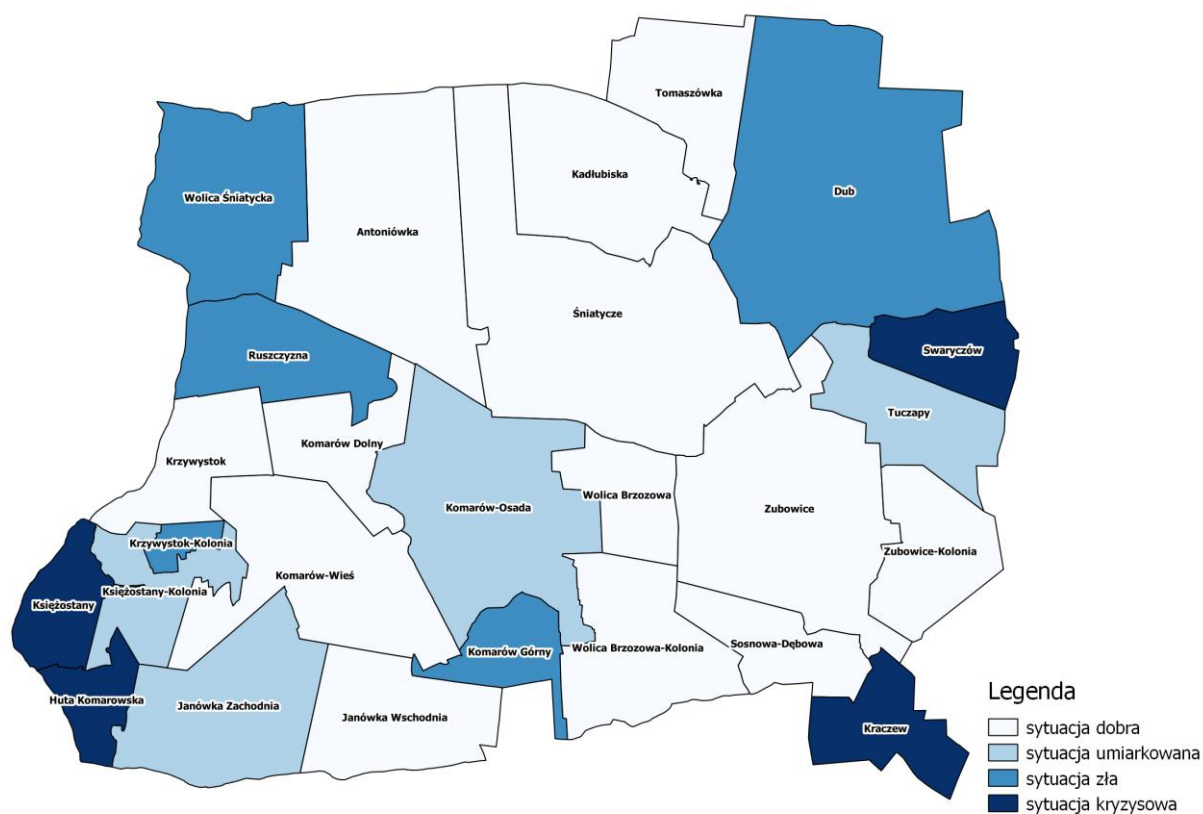 Tomaszówka
Kadłubiska
Dub
Wolica Śniatycka
Antoniówka
Śniatycze
Swaryczów
Ruszczyzna
Tuczapy
Komarów Dolny
Krzywystok
Wolica Brzozowa
Komarów-Osada
Zubowice
Krzywystok-Kolonia
Zubowice-Kolonia
Komarów-Wieś
Księżostany-Kolonia
Księżostany
Sosnowa-Dębowa
Wolica Brzozowa-Kolonia
Komarów Górny
Huta Komarowska
Janówka Zachodnia
Janówka Wschodnia
Kraczew
Legenda
sytuacja dobra
sytuacja umiarkowana
sytuacja zła
sytuacja kryzysowa